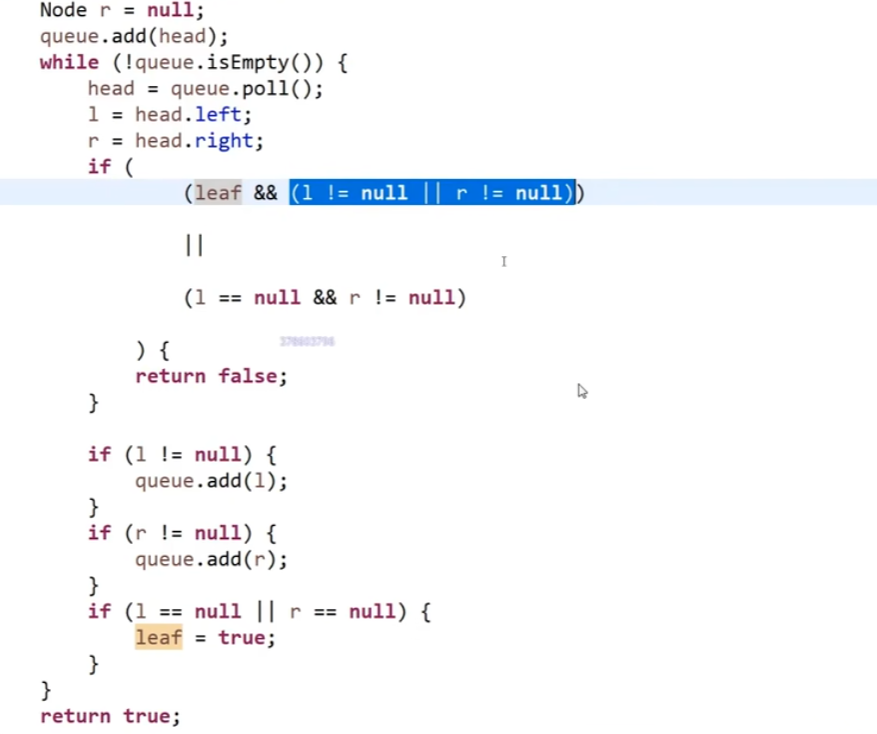 Node r = null;
queue.add(head);
while (!queue.isEmpty()) {
head = queue.poll();
l = head.left;
r = head.right;
if (
(leaf && (l != null || r != null))
||
(l == null && r != null)
378603796
) {
return false;
}
if (l != null) {
queue.add(l);
}
if (r != null) {
queue.add(r);
}
if (l == null || r == null) {
leaf = true;
}
}
return true;